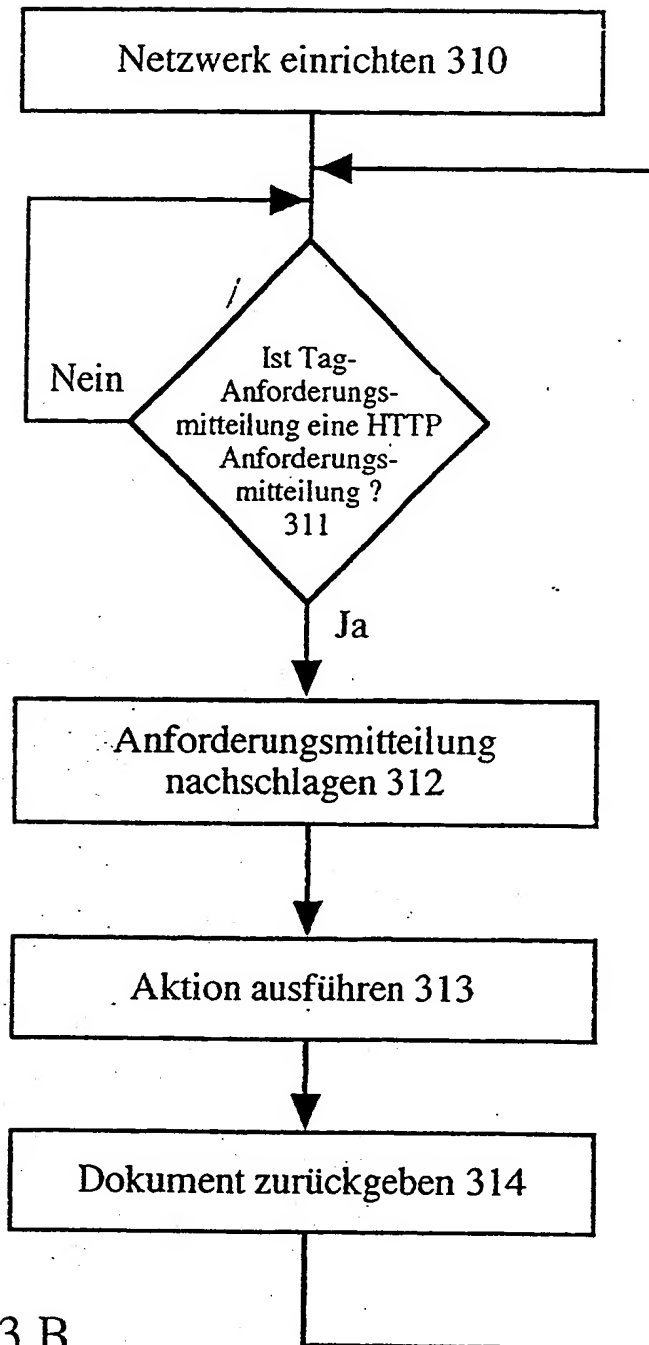 Netzwerk einrichten 310
Nein
Ist Tag-
Anforderungs-
mitteilung eine HTTP
Anforderungs-
mitteilung ?
311
Ja
Anforderungsmitteilung
nachschlagen 312
Aktion ausführen 313
Dokument zurückgeben 314
3 B